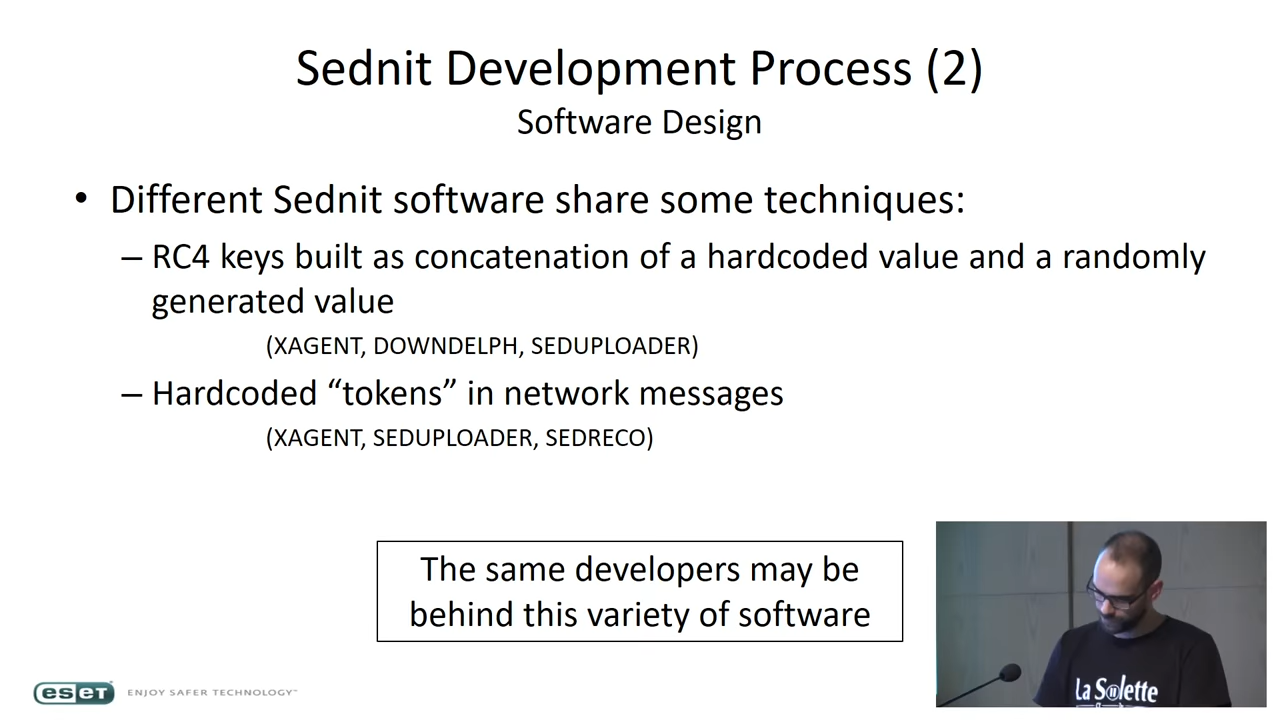 Sednit Development Process (2)
Software Design
• Different Sednit software share some techniques:
– RC4 keys built as concatenation of a hardcoded value and a randomly
generated value
(XAGENT, DOWNDELPH, SEDUPLOADER)
– Hardcoded “tokens” in network messages
(XAGENT, SEDUPLOADER, SEDRECO)
The same developers may be
behind this variety of software
eseT ENJOY SAFER TECHNOLOGY™
La Salette